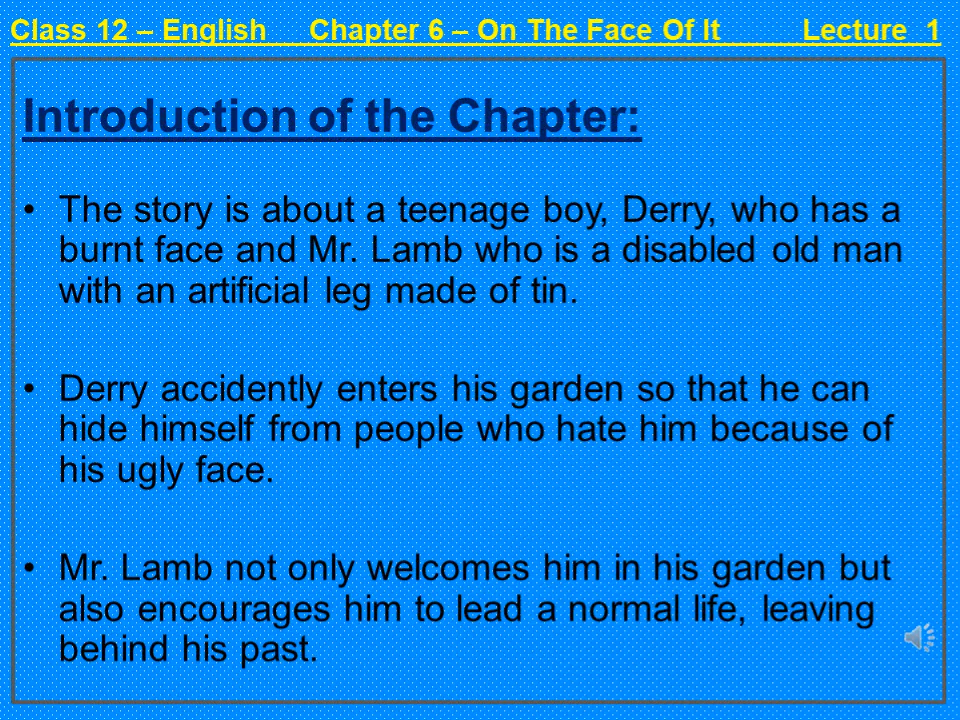 Class 12 – English Chapter 6 – On The Face Of It Lecture 1
Introduction of the Chapter:
• The story is about a teenage boy, Derry, who has a
burnt face and Mr. Lamb who is a disabled old man
with an artificial leg made of tin.
• Derry accidently enters his garden so that he can
hide himself from people who hate him because of
his ugly face.
• Mr. Lamb not only welcomes him in his garden but
also encourages him to lead a normal life, leaving
behind his past.